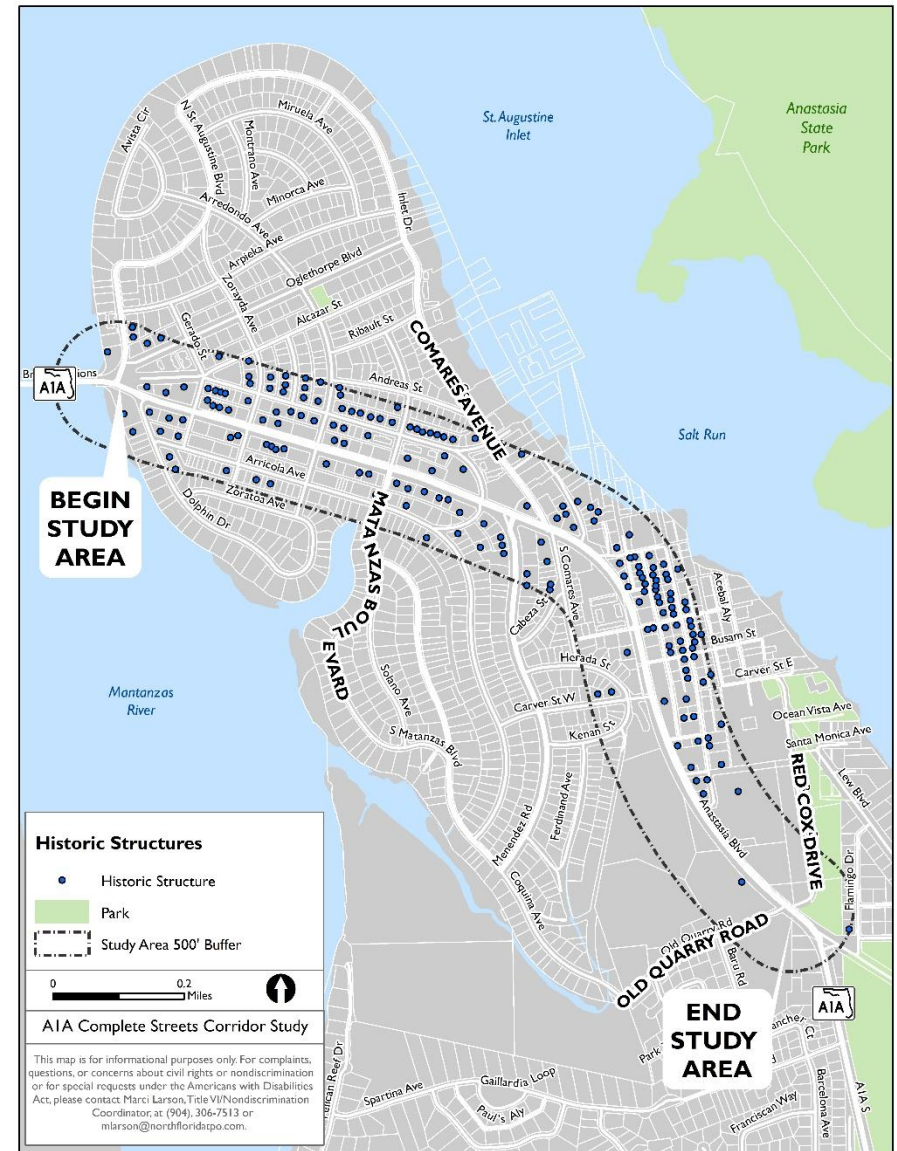 St. Augustine
Inlet
Anastasia
State
Park
Avista Cir
N St. Augustine Blvd
Miruela Ave
Montrano Ave
Minorca Ave
Inlet Dr
Arredondo Ave
Arpieka Ave
Oglethorpe Blvd
Zorayda Ave
Alcazar St
Gerado St
Ribault St
COMARES AVENUE
Andreas St
A1A
Salt Run
Arricola Ave
Zoratoa Ave
Dolphin Dr
BEGIN
STUDY
AREA
MATANZAS BOULEVARD
S Comares Ave
Acebal Aly
Cabeza St
Busam St
Herada St
Carver St E
Mantanzas
River
Solano Ave
Carver St W
Ocean Vista Ave
Kenan St
Santa Monica Ave
S Matanzas Blvd
RED COX DRIVE
Lew Blvd
Menendez Rd
Ferdinand Ave
Anastasia Blvd
Flamingo Dr
Coquina Ave
Old Quarry Rd
OLD QUARRY ROAD
Baru Rd
END
STUDY
AREA
A1A
Park
Gaillardia Loop
Spartina Ave
Paul's Aly
Franciscan Way
Barcelona Ave
A1A S
Historic Structures
Historic Structure
Park
Study Area 500' Buffer
0 0.2
Miles
A1A Complete Streets Corridor Study
This map is for informational purposes only. For complaints,
questions, or concerns about civil rights or nondiscrimination
or for special requests under the Americans with Disabilities
Act, please contact Marci Larson, Title VI/Nondiscrimination
Coordinator, at (904), 306-7513 or
mlarson@northfloridatpo.com.